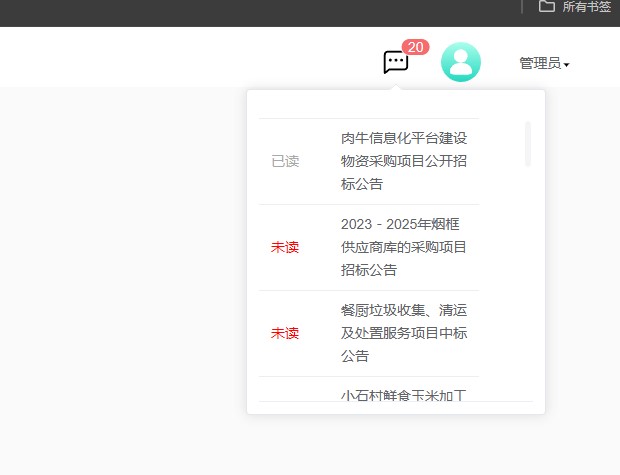 所有书签
20
管理员
已读
肉牛信息化平台建设
物资采购项目公开招
标公告
未读
2023 - 2025年烟框
供应商库的采购项目
招标公告
未读
餐厨垃圾收集、清运
及处置服务项目中标
公告
小石村鲜食玉米加工